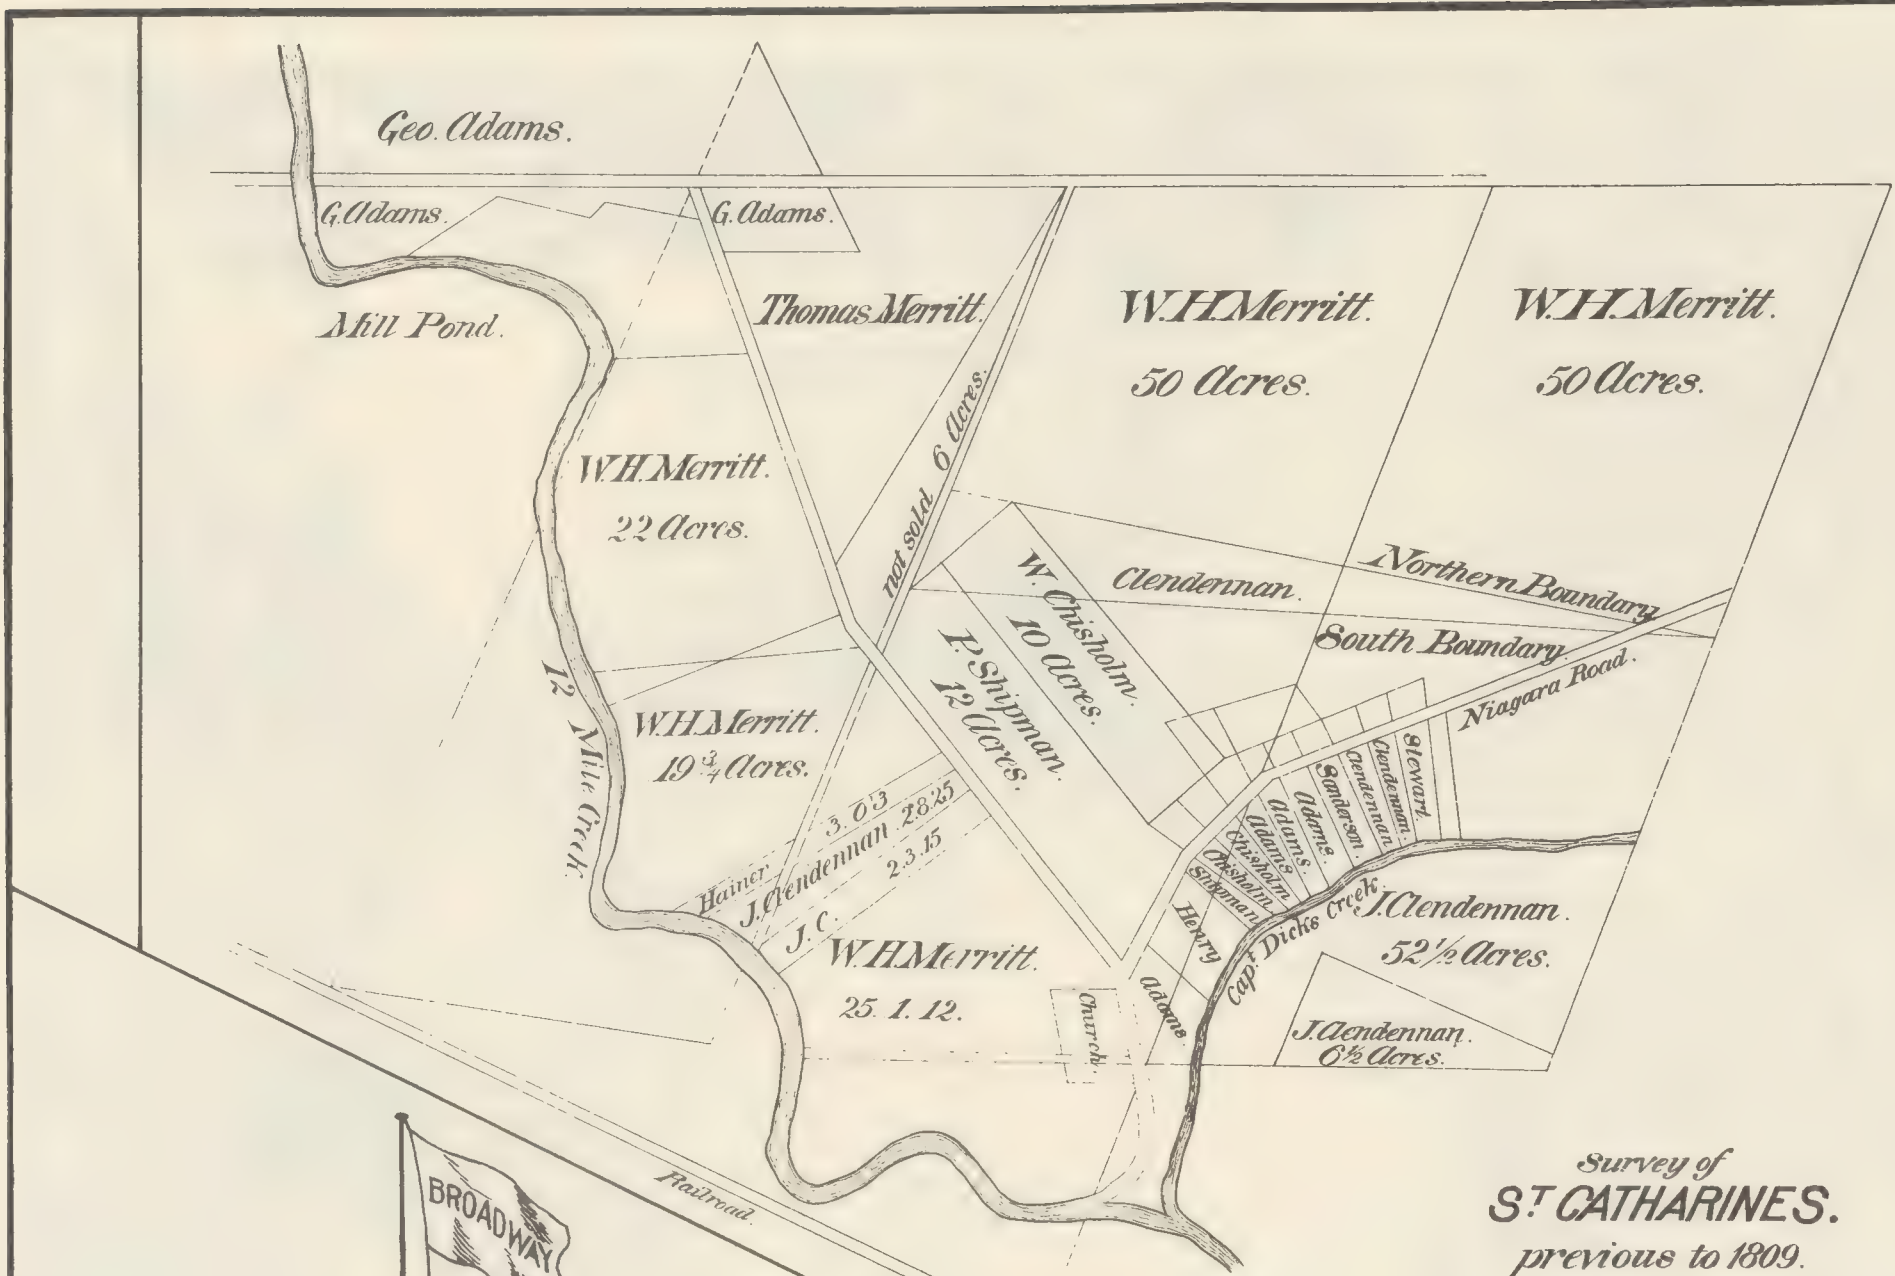 Geo. Adams.
G. Adams.
G. Adams.
Mill Pond.
Thomas Merritt.
W.H. Merritt.
50 Acres.
W.H. Merritt.
50 Acres.
not sold 6 Acres.
W.H. Merritt.
22 Acres.
Northern Boundary
Clendennan.
South Boundary.
Niagara Road.
W. Chisholm.
10 Acres.
P. Shipman.
12 Acres.
12 Mile Creek.
W.H. Merritt.
19 3/4 Acres.
Hainer 3. 0'3
J. Clendennan 2.8.25
J. C. 2.3.15
W.H. Merritt.
25. 1. 12.
Church.
Stewart.
Clendennan.
Clendennan
Sanderson.
Adams.
Adams.
Adams
Chisholm
Chisholm
Shipman
Henry
Adams
Capt. Dicks Creek.
J. Clendennan.
52 1/2 Acres.
J. Clendennan.
6 1/2 Acres.
Railroad.
BROADWAY
Survey of
ST. CATHARINES.
previous to 1809.